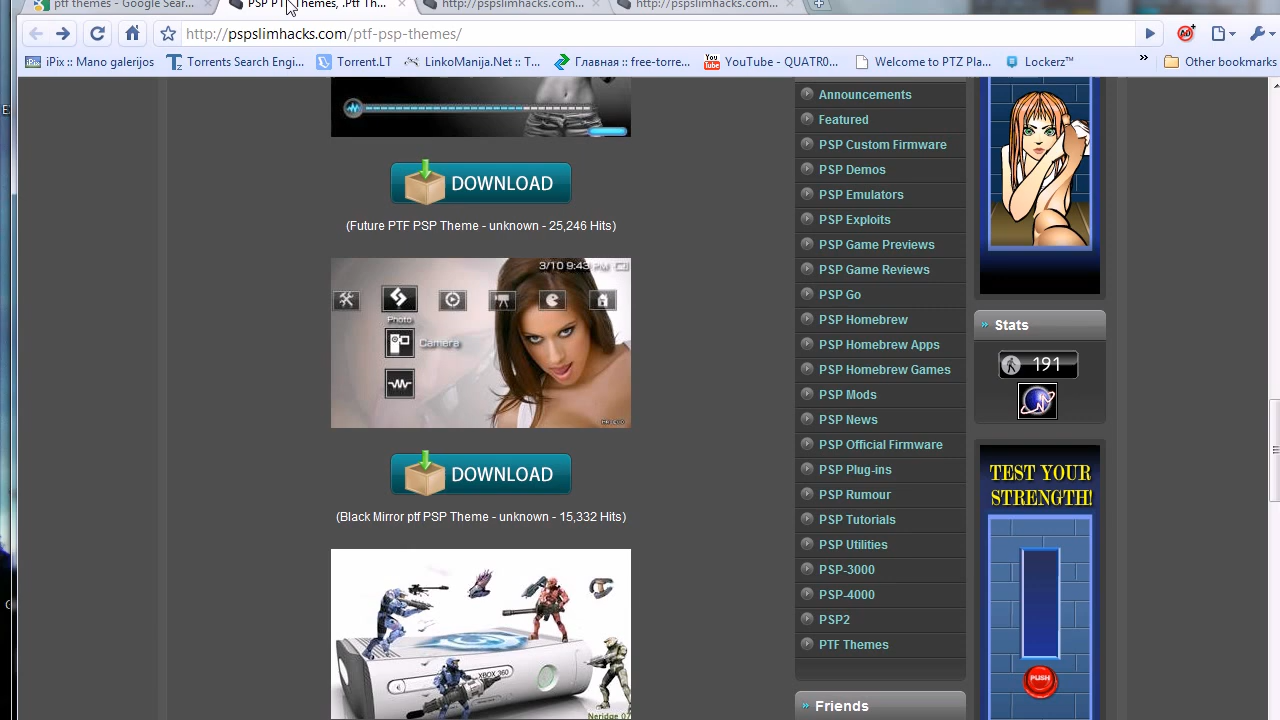 ptf themes - Google Sear...
PSP PTF Themes, .Ptf Th...
http://pspslimhacks.com...
http://pspslimhacks.com...
http://pspslimhacks.com/ptf-psp-themes/
iPix :: Mano galerijos
Torrents Search Engi...
Torrent.LT
LinkoManija.Net :: T...
Главная :: free-torre...
YouTube - QUATR0...
Welcome to PTZ Pla...
Lockerz™
Other bookmarks
DOWNLOAD
(Future PTF PSP Theme - unknown - 25,246 Hits)
3/10 9:43 PM
Photo
Camera
DOWNLOAD
(Black Mirror ptf PSP Theme - unknown - 15,332 Hits)
XBOX 360
Neridge 07
Announcements
Featured
PSP Custom Firmware
PSP Demos
PSP Emulators
PSP Exploits
PSP Game Previews
PSP Game Reviews
PSP Go
PSP Homebrew
PSP Homebrew Apps
PSP Homebrew Games
PSP Mods
PSP News
PSP Official Firmware
PSP Plug-ins
PSP Rumour
PSP Tutorials
PSP Utilities
PSP-3000
PSP-4000
PSP2
PTF Themes
Friends
Stats
191
TEST YOUR
STRENGTH!
PUSH